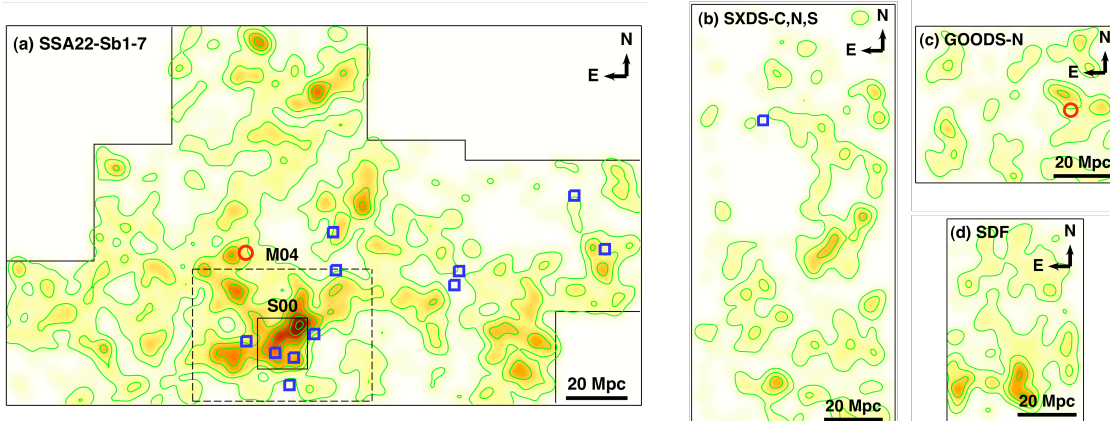 (a) SSA22-Sb1-7
N
E
M04
S00
20 Mpc
(b) SXDS-C,N,S
N
E
20 Mpc
(c) GOODS-N
N
E
20 Mpc
(d) SDF
N
E
20 Mpc